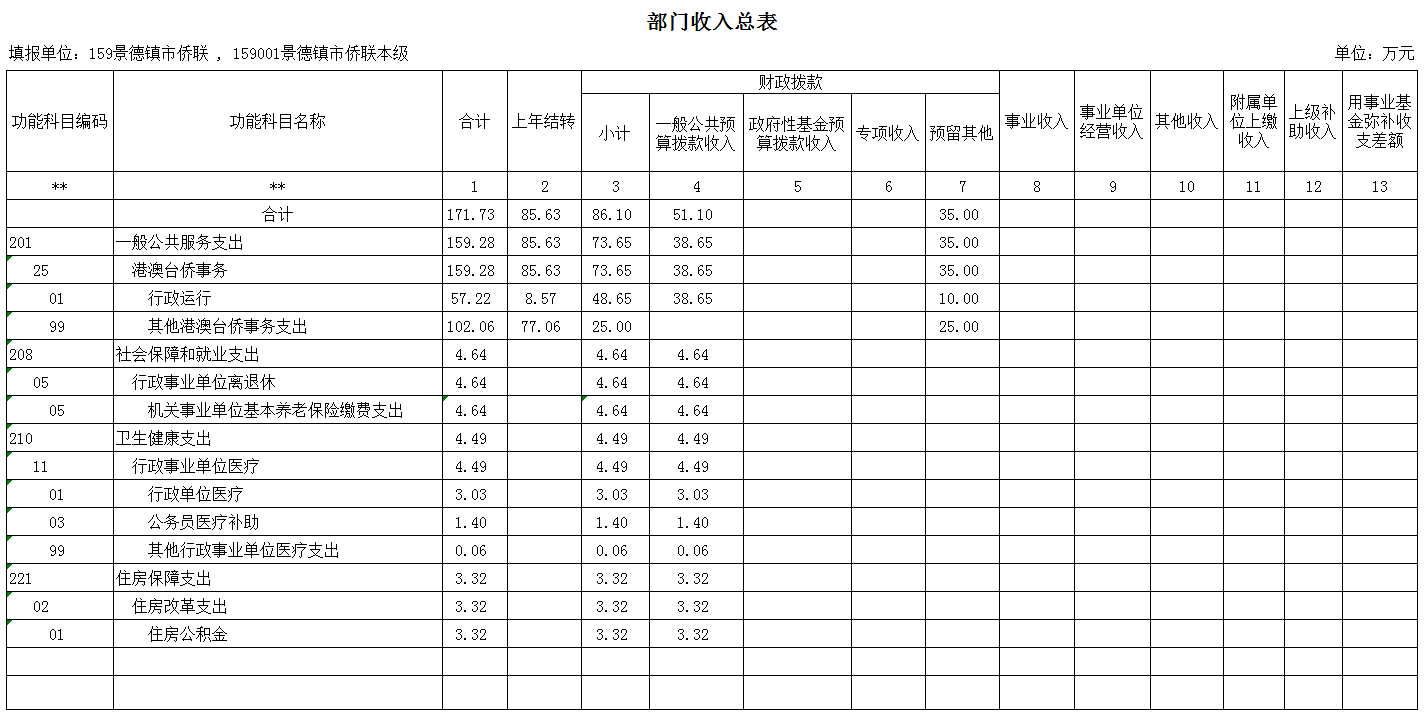 部门收入总表
填报单位：159景德镇市侨联 , 159001景德镇市侨联本级 单位：万元
功能科目编码 功能科目名称 合计 上年结转 财政拨款 事业收入 事业单位经营收入 其他收入 附属单位上缴收入 上级补助收入 用事业基金弥补收支差额
小计 一般公共预算拨款收入 政府性基金预算拨款收入 专项收入 预留其他
** ** 1 2 3 4 5 6 7 8 9 10 11 12 13
合计 171.73 85.63 86.10 51.10 35.00
201 一般公共服务支出 159.28 85.63 73.65 38.65 35.00
25 港澳台侨事务 159.28 85.63 73.65 38.65 35.00
01 行政运行 57.22 8.57 48.65 38.65 10.00
99 其他港澳台侨事务支出 102.06 77.06 25.00 25.00
208 社会保障和就业支出 4.64 4.64 4.64
05 行政事业单位离退休 4.64 4.64 4.64
05 机关事业单位基本养老保险缴费支出 4.64 4.64 4.64
210 卫生健康支出 4.49 4.49 4.49
11 行政事业单位医疗 4.49 4.49 4.49
01 行政单位医疗 3.03 3.03 3.03
03 公务员医疗补助 1.40 1.40 1.40
99 其他行政事业单位医疗支出 0.06 0.06 0.06
221 住房保障支出 3.32 3.32 3.32
02 住房改革支出 3.32 3.32 3.32
01 住房公积金 3.32 3.32 3.32